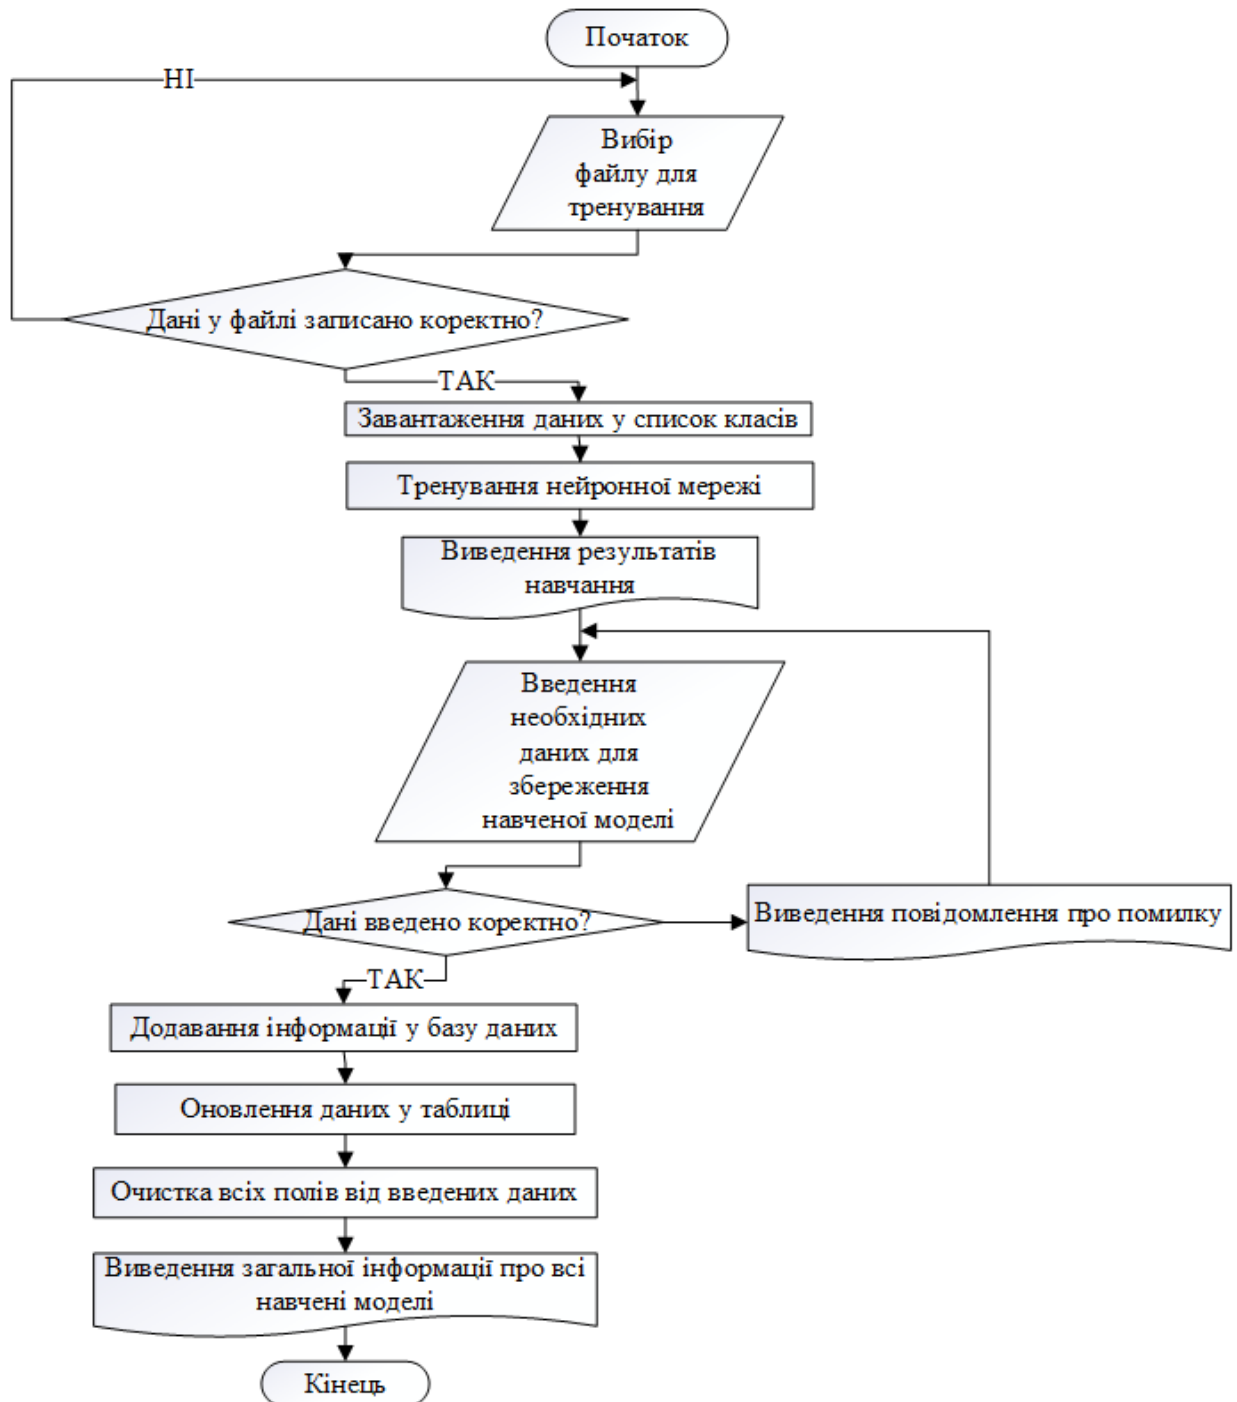 Початок
НІ
Вибір
файлу для
тренування
Дані у файлі записано коректно?
ТАК
Завантаження даних у список класів
Тренування нейронної мережі
Виведення результатів
навчання
Введення
необхідних
даних для
збереження
навченої моделі
Дані введено коректно?
Виведення повідомлення про помилку
ТАК
Додавання інформації у базу даних
Оновлення даних у таблиці
Очистка всіх полів від введених даних
Виведення загальної інформації про всі
навчені моделі
Кінець